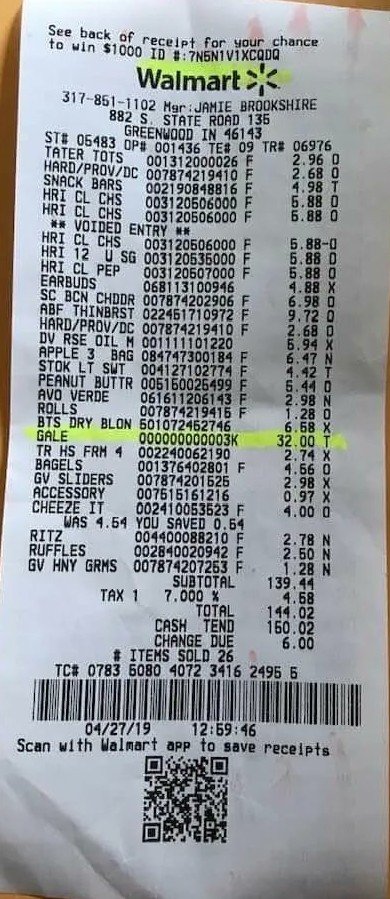 See back of receipt for your chance
to win $1000 ID #:7N5N1V1XCQDQ
Walmart
317-851-1102 Mgr:JAMIE BROOKSHIRE
882 S. STATE ROAD 135
GREENWOOD IN 46143
ST# 05483 OP# 001436 TE# 09 TR# 06976
TATER TOTS 001312000026 F 2.96 O
HARD/PROV/DC 007874219410 F 2.68 O
SNACK BARS 002190848816 F 4.98 T
HRI CL CHS 003120506000 F 5.88 O
HRI CL CHS 003120506000 F 5.88 O
** VOIDED ENTRY **
HRI CL CHS 003120506000 F 5.88-O
HRI 12 U SG 003120535000 F 5.88 O
HRI CL PEP 003120507000 F 5.88 O
EARBUDS 068113100946 4.88 X
SC BCN CHDDR 007874202906 F 6.98 O
ABF THINBRST 022451710972 F 9.72 O
HARD/PROV/DC 007874219410 F 2.68 O
DV RSE OIL M 001111101220 5.94 X
APPLE 3 BAG 084747300184 F 6.47 N
STOK LT SWT 004127102774 F 4.42 T
PEANUT BUTTR 005150025499 F 5.44 O
AVO VERDE 061611206143 F 2.98 N
ROLLS 007874219415 F 1.28 O
BTS DRY BLON 501072452746 6.58 X
GALE 000000000003K 32.00 T
TR HS FRM 4 002240062190 2.74 X
BAGELS 001376402801 F 4.66 O
GV SLIDERS 007874201525 2.98 X
ACCESSORY 007615161216 0.97 X
CHEEZE IT 002410053523 F 4.00 O
WAS 4.54 YOU SAVED 0.54
RITZ 004400088210 F 2.78 N
RUFFLES 002840020942 F 2.50 N
GV HNY GRMS 007874207253 F 1.28 N
SUBTOTAL 139.44
TAX 1 7.000 % 4.58
TOTAL 144.02
CASH TEND 150.02
CHANGE DUE 6.00
# ITEMS SOLD 26
TC# 0783 5080 4072 3416 2495 5
04/27/19 12:59:46
Scan with Walmart app to save receipts